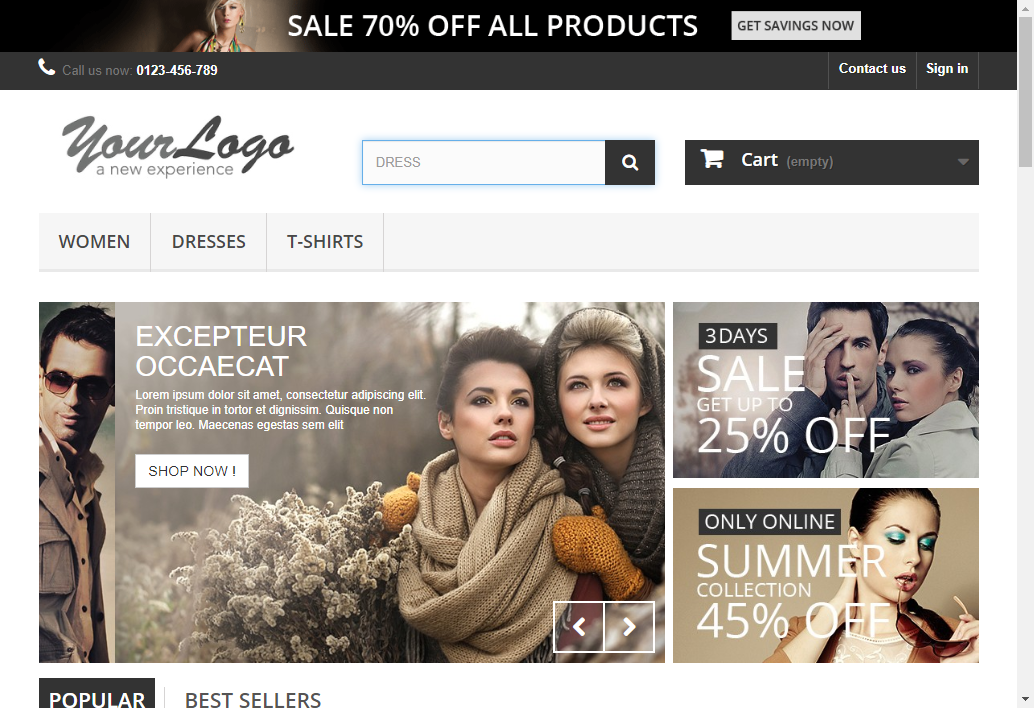 SALE 70% OFF ALL PRODUCTS
GET SAVINGS NOW
Call us now: 0123-456-789
Contact us
Sign in
YourLogo
a new experience
DRESS
Cart (empty)
WOMEN
DRESSES
T-SHIRTS
EXCEPTEUR
OCCAECAT
Lorem ipsum dolor sit amet, consectetur adipiscing elit.
Proin tristique in tortor et dignissim. Quisque non
tempor leo. Maecenas egestas sem elit
SHOP NOW !
3 DAYS
SALE
GET UP TO
25% OFF
ONLY ONLINE
SUMMER
COLLECTION
45% OFF
POPULAR
BEST SELLERS